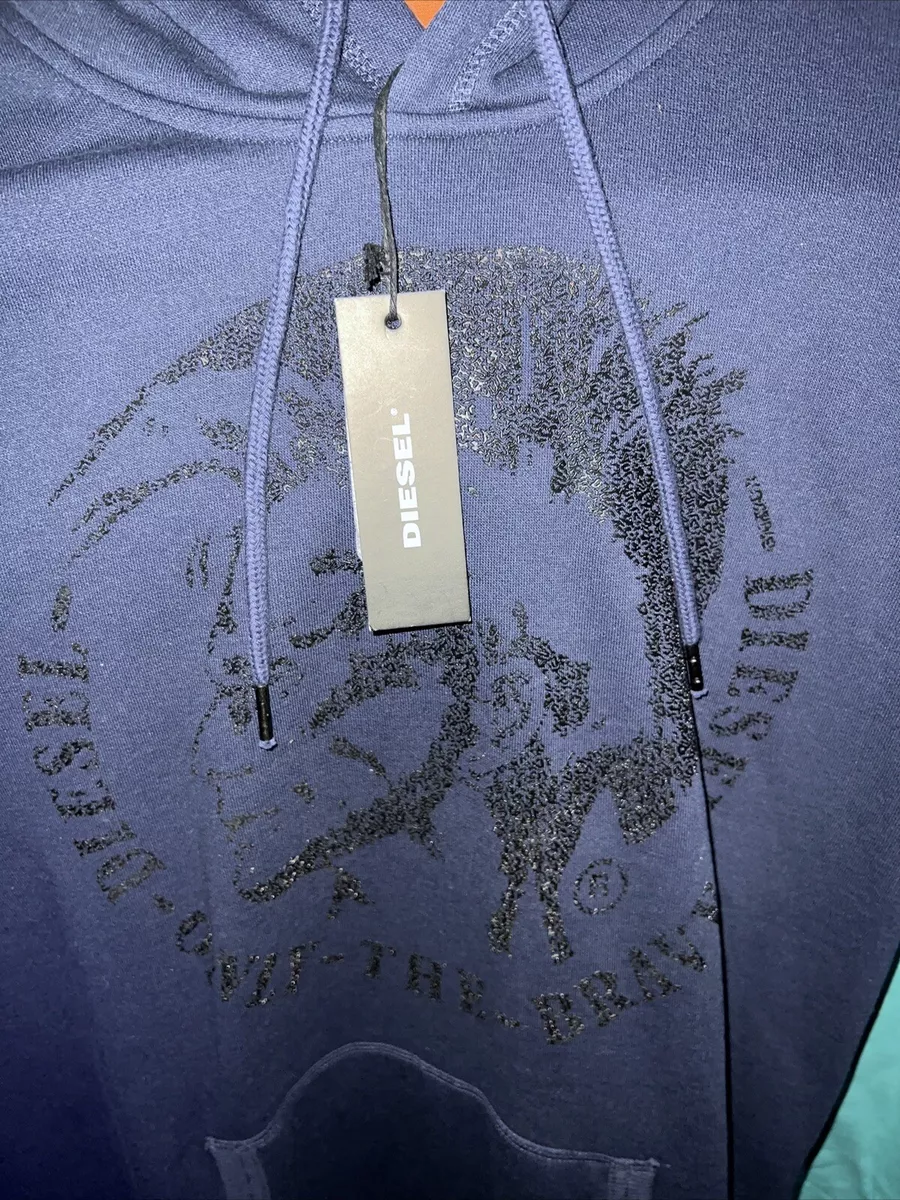 DIESEL
DIESEL - ONLY - THE - BRAVE - DIESEL
®